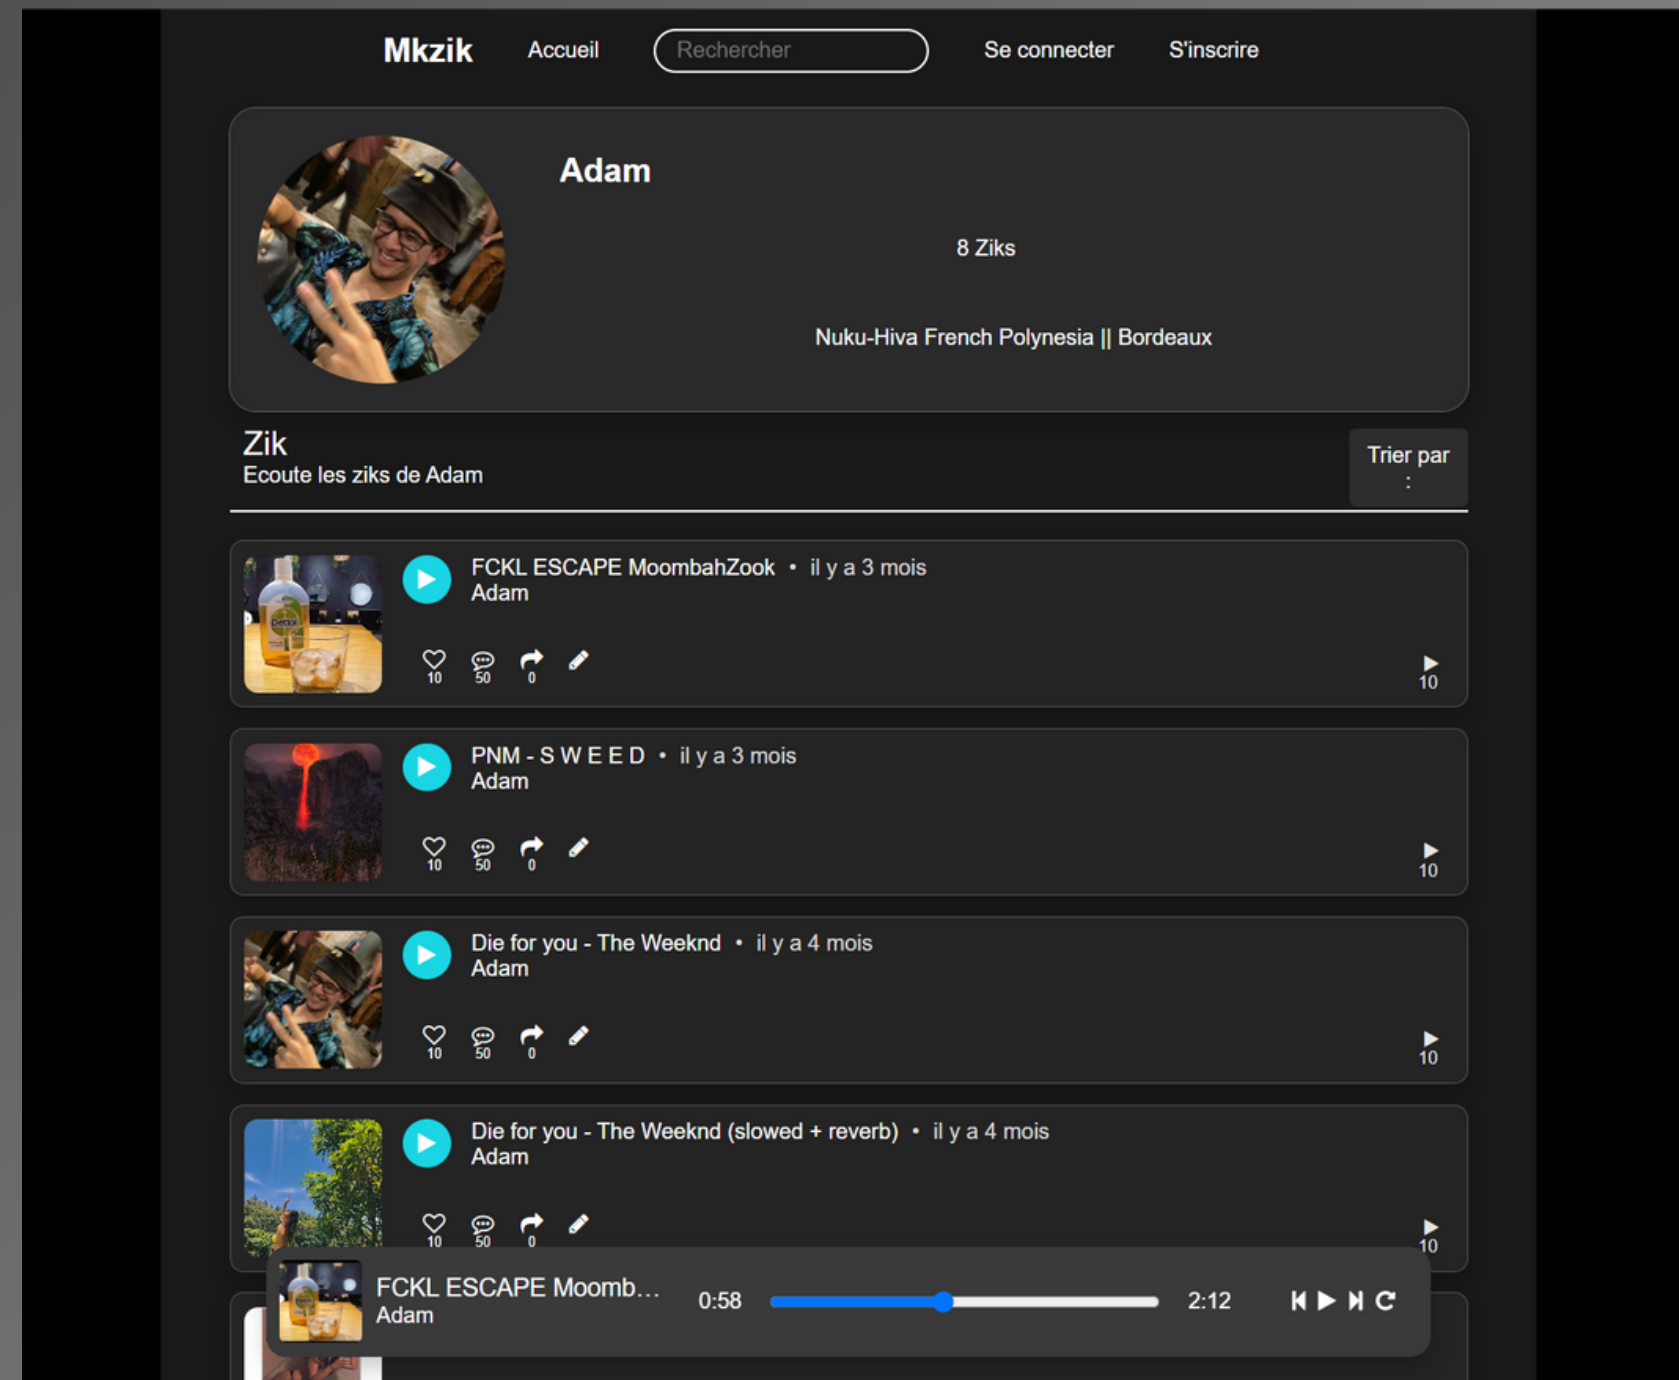 Mkzik Accueil Rechercher Se connecter S'inscrire
Adam
8 Ziks
Nuku-Hiva French Polynesia || Bordeaux
Zik
Ecoute les ziks de Adam
Trier par
:
Dettol
FCKL ESCAPE MoombahZook • il y a 3 mois
Adam
10 50 0 10
PNM - S W E E D • il y a 3 mois
Adam
10 50 0 10
Die for you - The Weeknd • il y a 4 mois
Adam
10 50 0 10
Die for you - The Weeknd (slowed + reverb) • il y a 4 mois
Adam
10 50 0 10
FCKL ESCAPE Moomb...
Adam
0:58 2:12